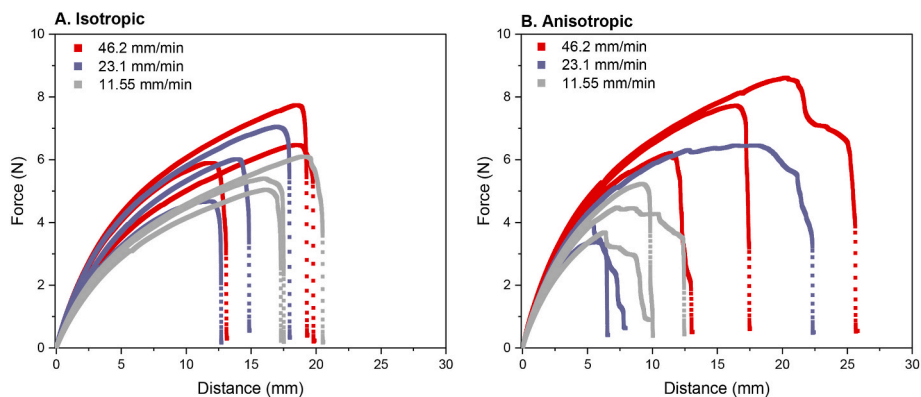 A. Isotropic
46.2 mm/min
23.1 mm/min
11.55 mm/min
10
8
6
4
2
0
Force (N)
0 5 10 15 20 25 30
Distance (mm)
B. Anisotropic
46.2 mm/min
23.1 mm/min
11.55 mm/min
10
8
6
4
2
0
Force (N)
0 5 10 15 20 25 30
Distance (mm)